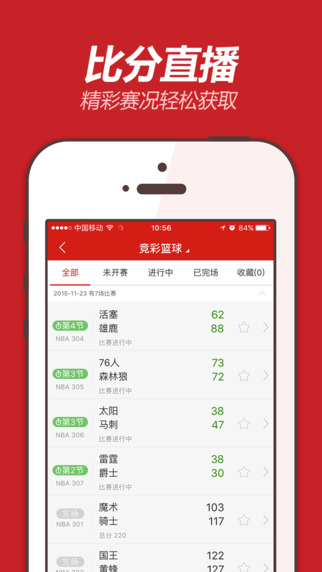 比分直播
精彩赛况轻松获取
中国移动 10:56 84%
竞彩篮球
全部 未开赛 进行中 已完场 收藏(0)
2015-11-23 有7场比赛
第4节 活塞 62
NBA 304 雄鹿 88
比赛进行中
第3节 76人 73
NBA 305 森林狼 72
比赛进行中
第3节 太阳 38
NBA 306 马刺 47
比赛进行中
第2节 雷霆 38
NBA 307 爵士 30
比赛进行中
完场 魔术 103
NBA 301 骑士 117
总分 220
完场 国王 122
NBA 302 黄蜂 127